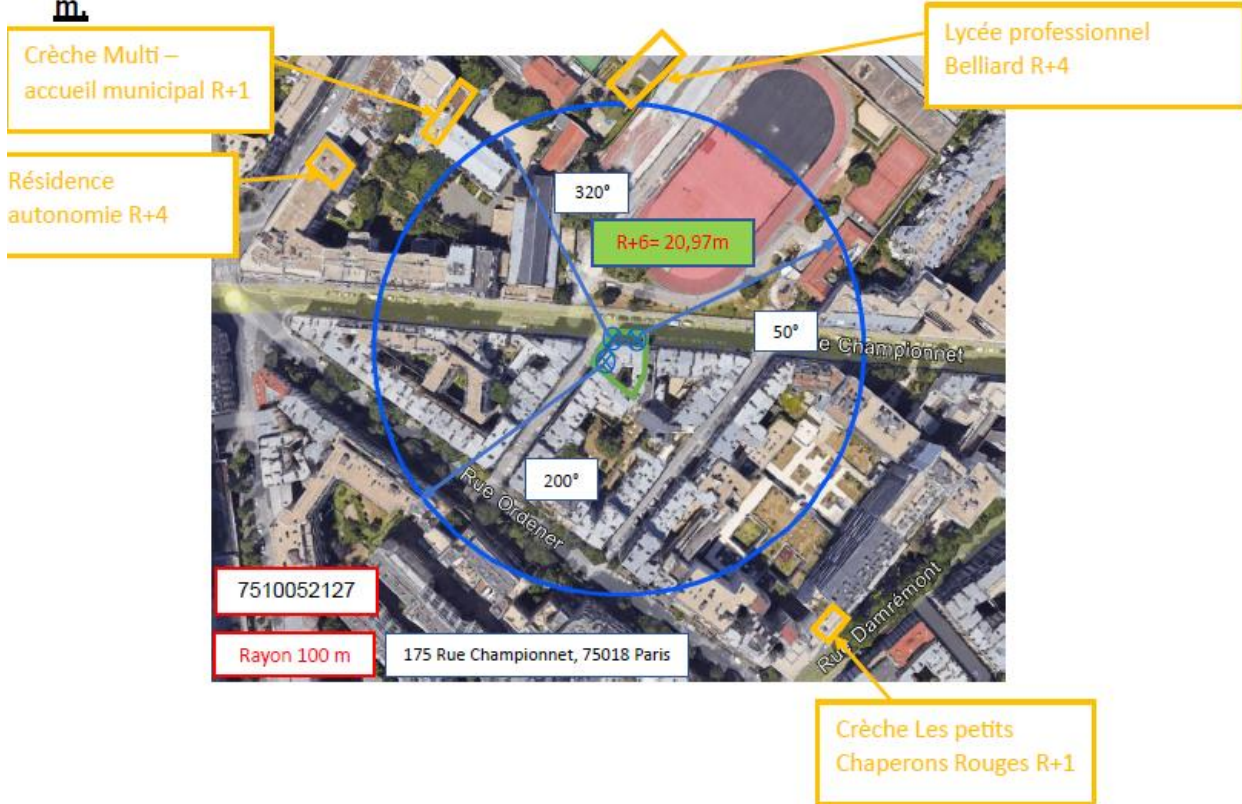 m.
Crèche Multi –
accueil municipal R+1
Lycée professionnel
Belliard R+4
Résidence
autonomie R+4
320°
R+6= 20,97m
50°
e Championnet
200°
Rue Ordener
7510052127
Rayon 100 m
175 Rue Championnet, 75018 Paris
Rue Damrémont
Crèche Les petits
Chaperons Rouges R+1